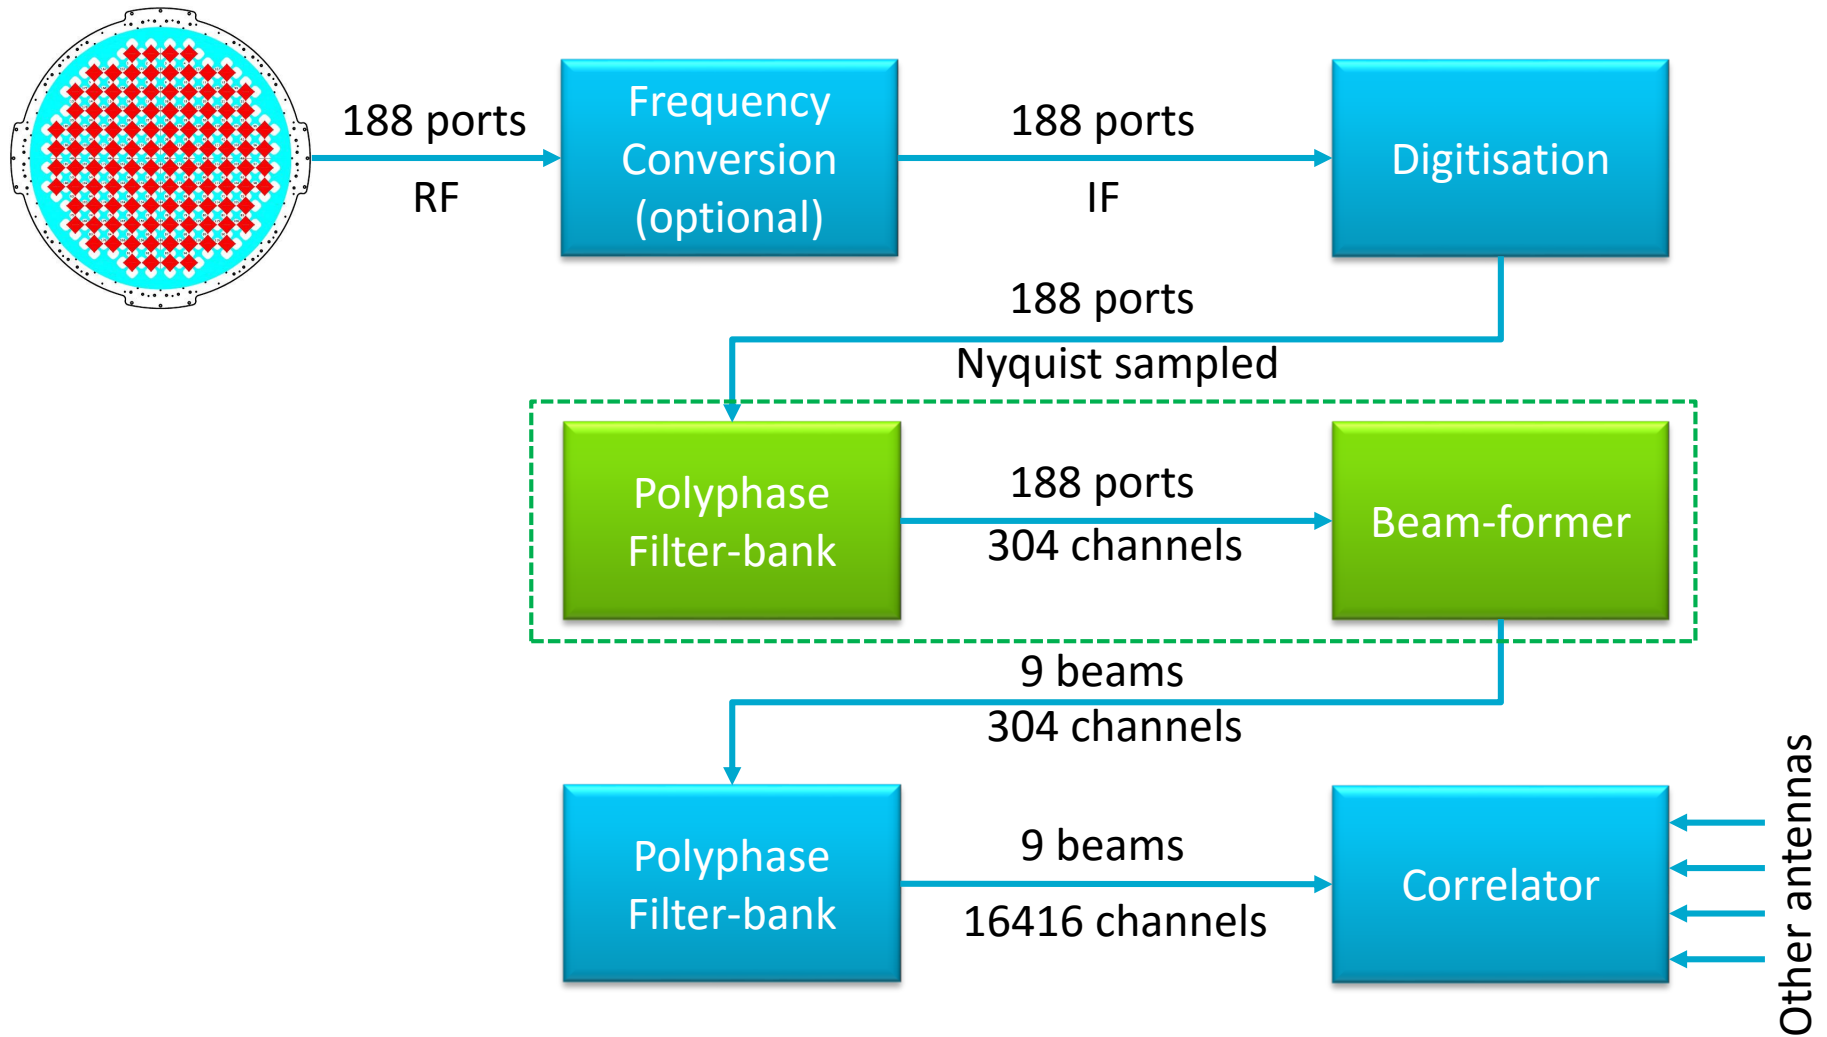 188 ports
RF
Frequency
Conversion
(optional)
188 ports
IF
Digitisation
188 ports
Nyquist sampled
Polyphase
Filter-bank
188 ports
304 channels
Beam-former
9 beams
304 channels
Polyphase
Filter-bank
9 beams
16416 channels
Correlator
Other antennas